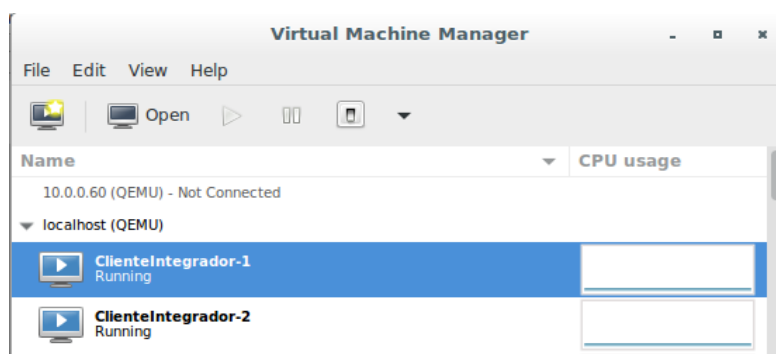 Virtual Machine Manager
File Edit View Help
Open
Name CPU usage
10.0.0.60 (QEMU) - Not Connected
localhost (QEMU)
ClienteIntegrador-1
Running
ClienteIntegrador-2
Running